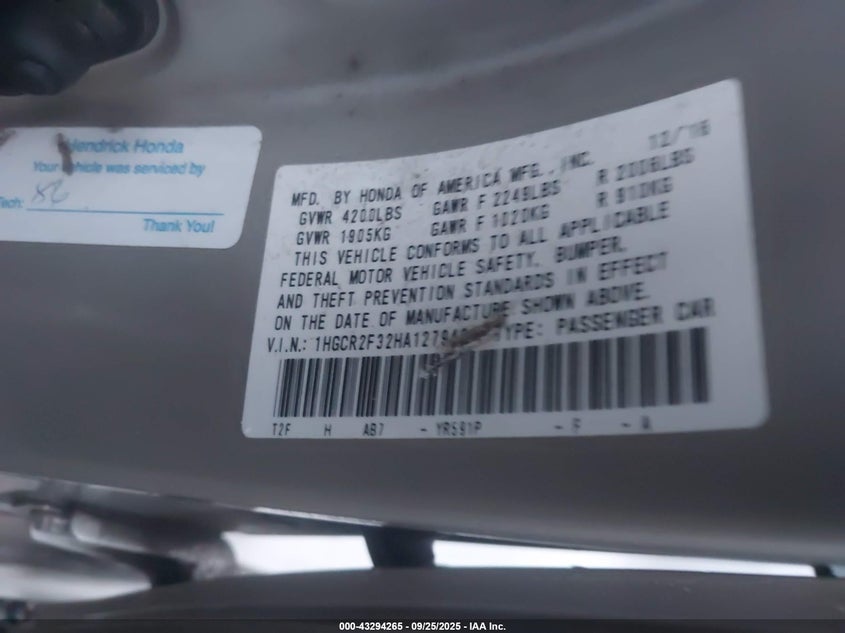 Hendrick Honda
Your vehicle was serviced by
Tech:
Thank You!
12/'16
MFD. BY HONDA OF AMERICA MFG., INC.
GVWR 4200LBS GAWR F 2249LBS R 2006LBS
GVWR 1905KG GAWR F 1020KG R 910KG
THIS VEHICLE CONFORMS TO ALL APPLICABLE
FEDERAL MOTOR VEHICLE SAFETY, BUMPER,
AND THEFT PREVENTION STANDARDS IN EFFECT
ON THE DATE OF MANUFACTURE SHOWN ABOVE.
V.I.N.: TYPE: PASSENGER CAR
T2F H AB7 - YR591P - F - A
000-43294265 - 09/25/2025 - IAA Inc.